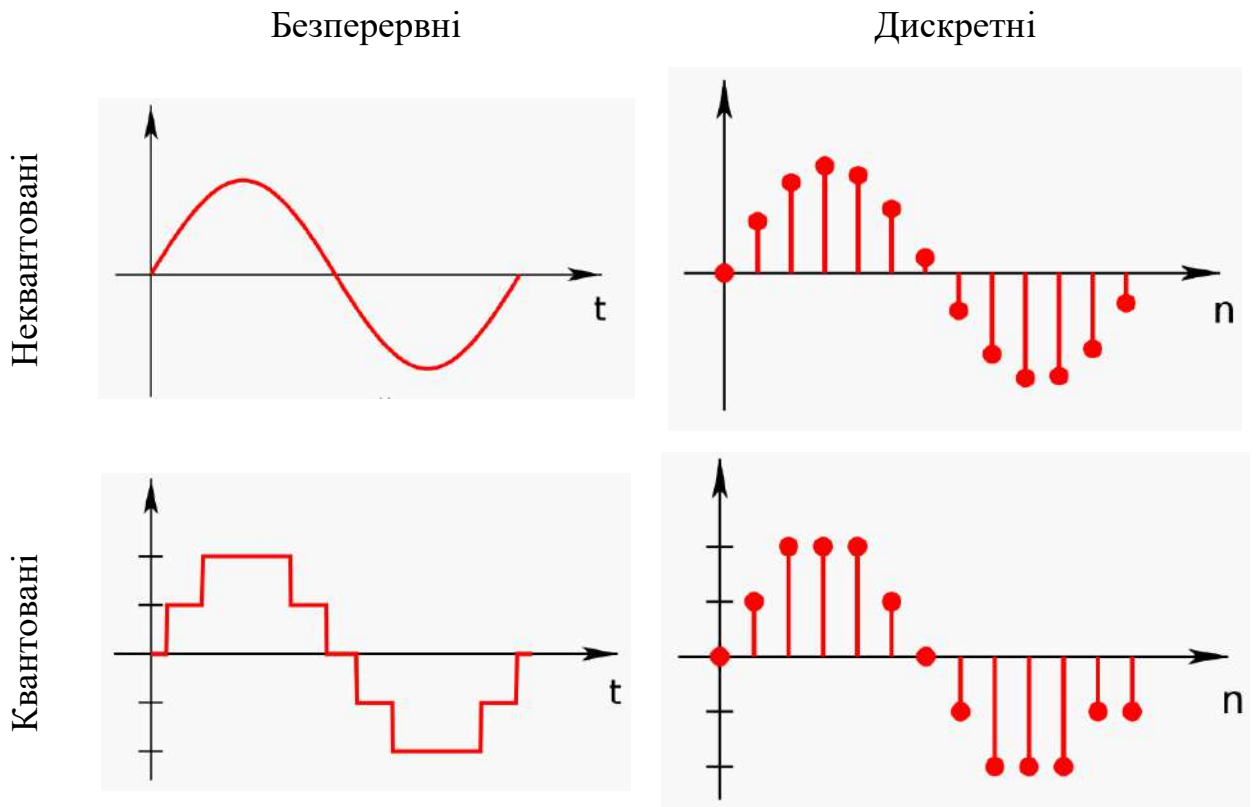 Безперервні
Дискретні
Неквантовані
t
n
Квантовані
t
n